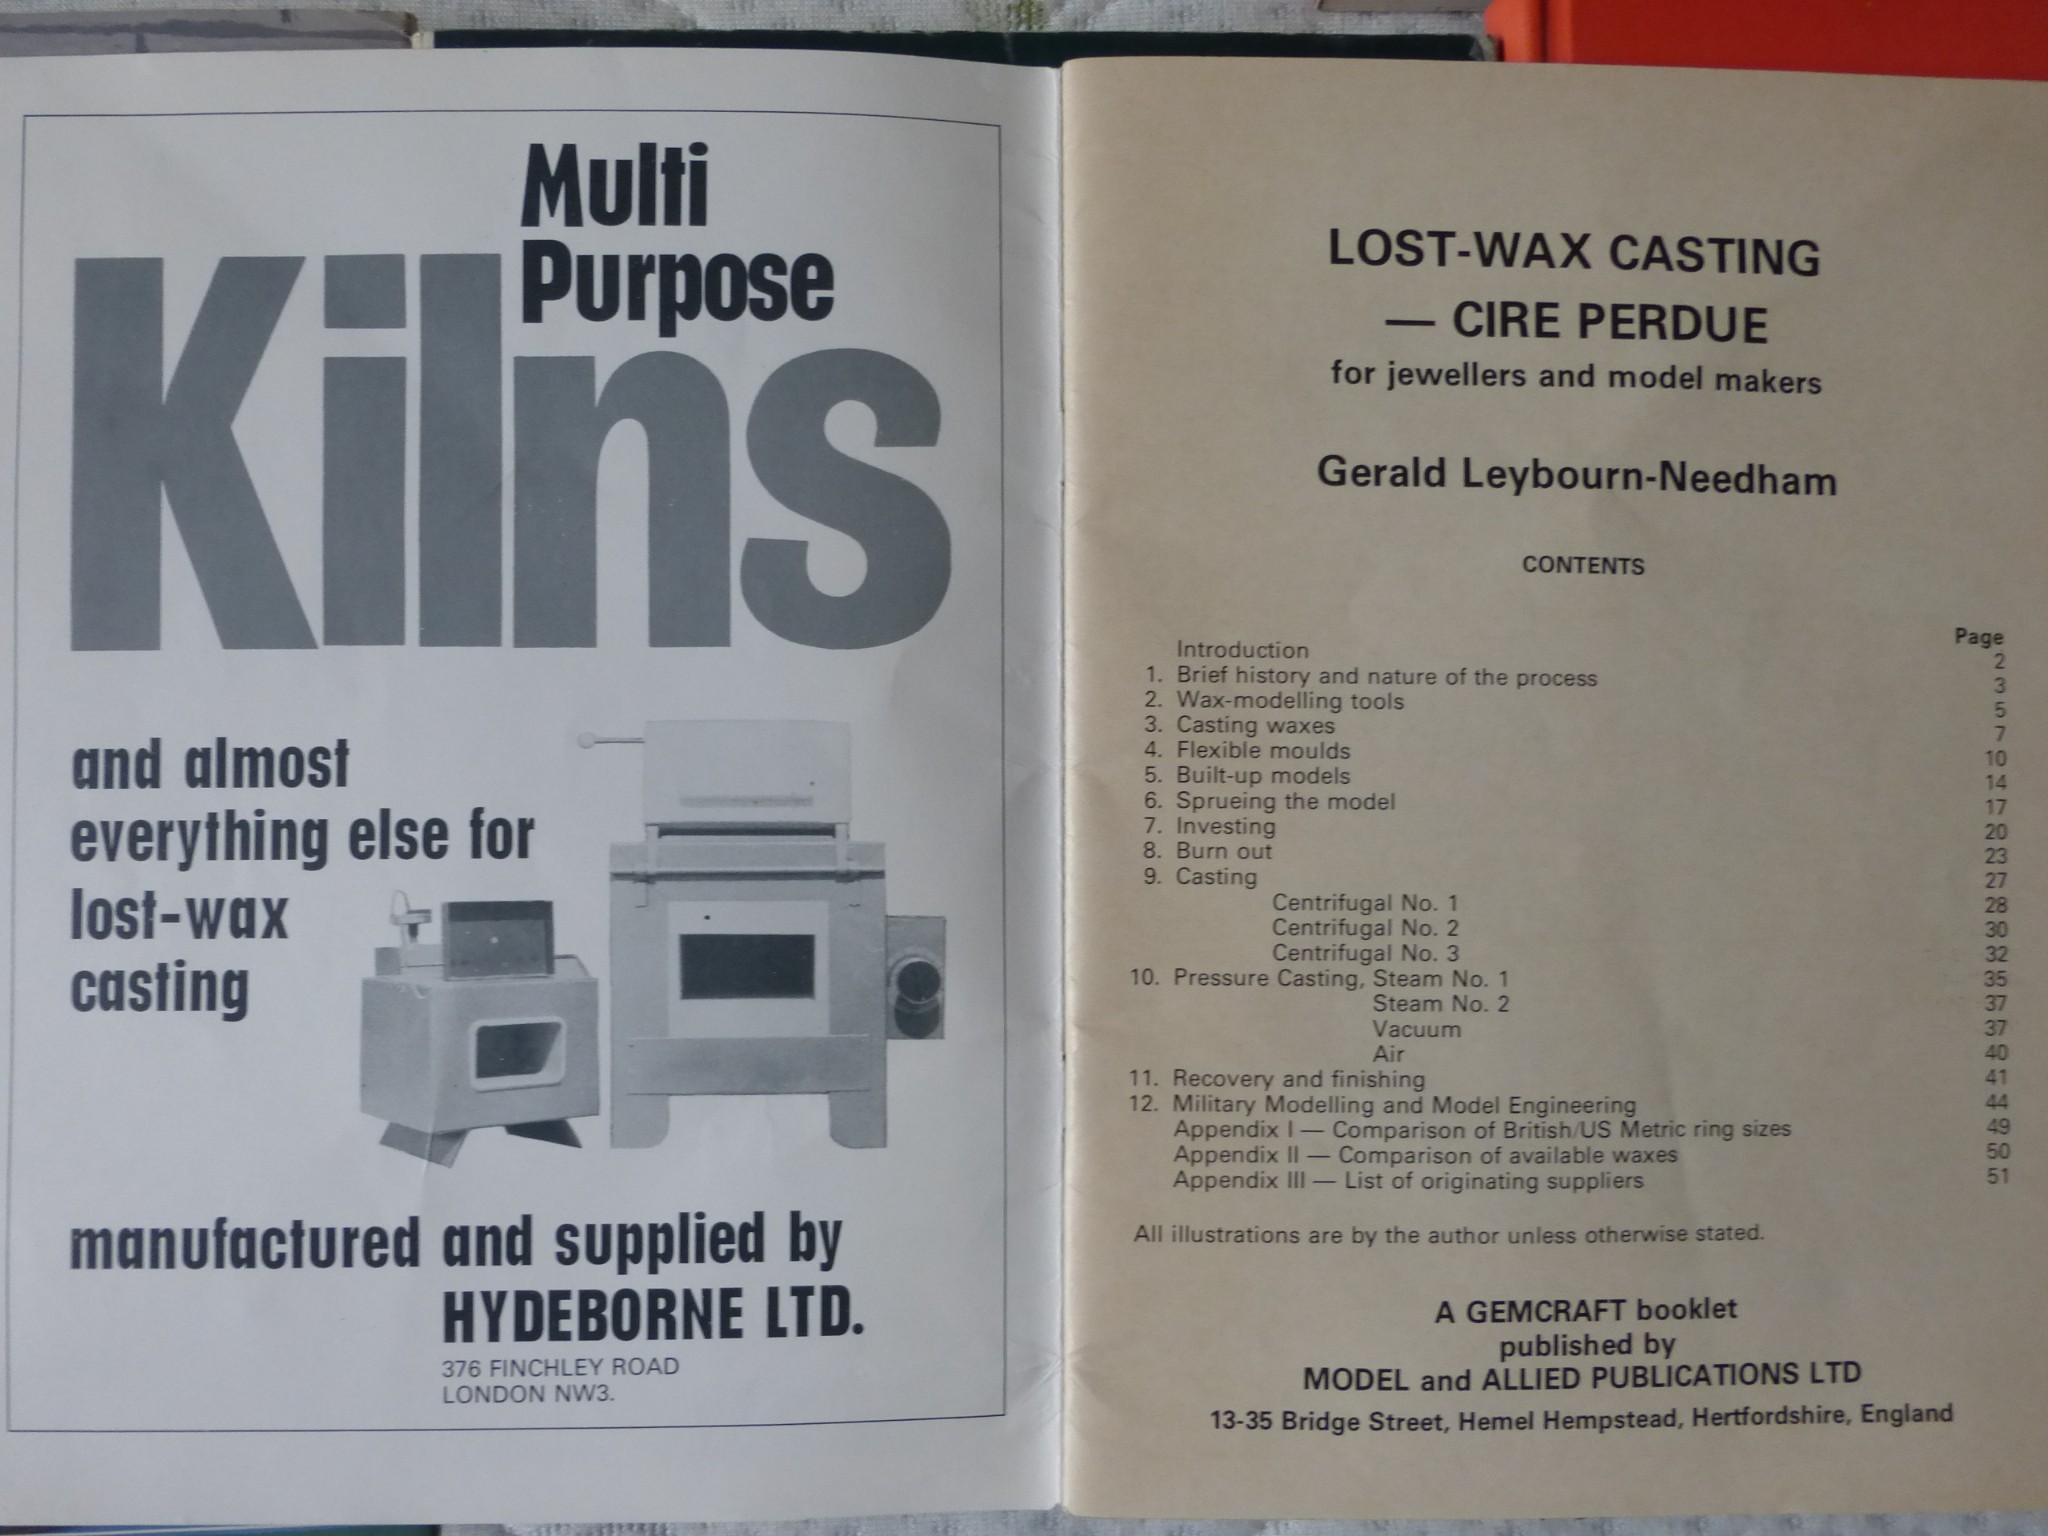 Multi
Purpose
Kilns
and almost
everything else for
lost-wax
casting
manufactured and supplied by
HYDEBORNE LTD.
376 FINCHLEY ROAD
LONDON NW3.
LOST-WAX CASTING
— CIRE PERDUE
for jewellers and model makers
Gerald Leybourn-Needham
CONTENTS
Page
Introduction 2
1. Brief history and nature of the process 3
2. Wax-modelling tools 5
3. Casting waxes 7
4. Flexible moulds 10
5. Built-up models 14
6. Sprueing the model 17
7. Investing 20
8. Burn out 23
9. Casting 27
Centrifugal No. 1 28
Centrifugal No. 2 30
Centrifugal No. 3 32
10. Pressure Casting, Steam No. 1 35
Steam No. 2 37
Vacuum 37
Air 40
11. Recovery and finishing 41
12. Military Modelling and Model Engineering 44
Appendix I — Comparison of British/US Metric ring sizes 49
Appendix II — Comparison of available waxes 50
Appendix III — List of originating suppliers 51
All illustrations are by the author unless otherwise stated.
A GEMCRAFT booklet
published by
MODEL and ALLIED PUBLICATIONS LTD
13-35 Bridge Street, Hemel Hempstead, Hertfordshire, England